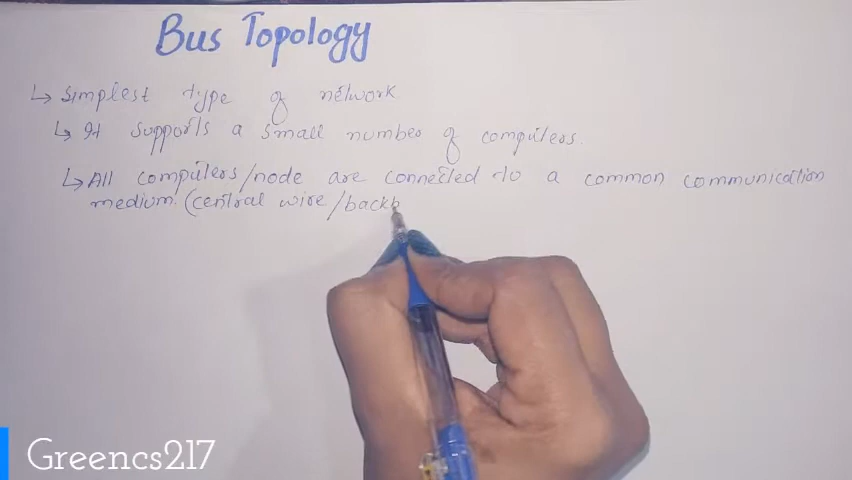 Bus Topology
↳ Simplest type of network
↳ It supports a small number of computers.
↳ All computers/node are connected to a common communication
medium. (central wire/backb
Greencs217